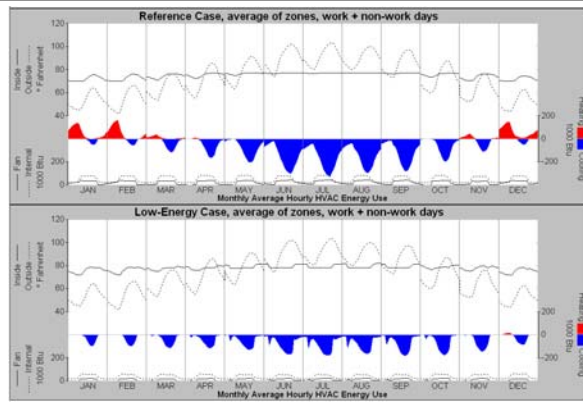 Reference Case, average of zones, work + non-work days
Inside
Outside
° Fahrenheit
120
100
80
60
40
200
0
200
Heating
Cooling
1000 Btu
Fan
Internal
1000 Btu
200
0
JAN FEB MAR APR MAY JUN JUL AUG SEP OCT NOV DEC
Monthly Average Hourly HVAC Energy Use
Low-Energy Case, average of zones, work + non-work days
Inside
Outside
° Fahrenheit
120
100
80
60
40
200
0
200
Heating
Cooling
1000 Btu
Fan
Internal
1000 Btu
200
0
JAN FEB MAR APR MAY JUN JUL AUG SEP OCT NOV DEC
Monthly Average Hourly HVAC Energy Use